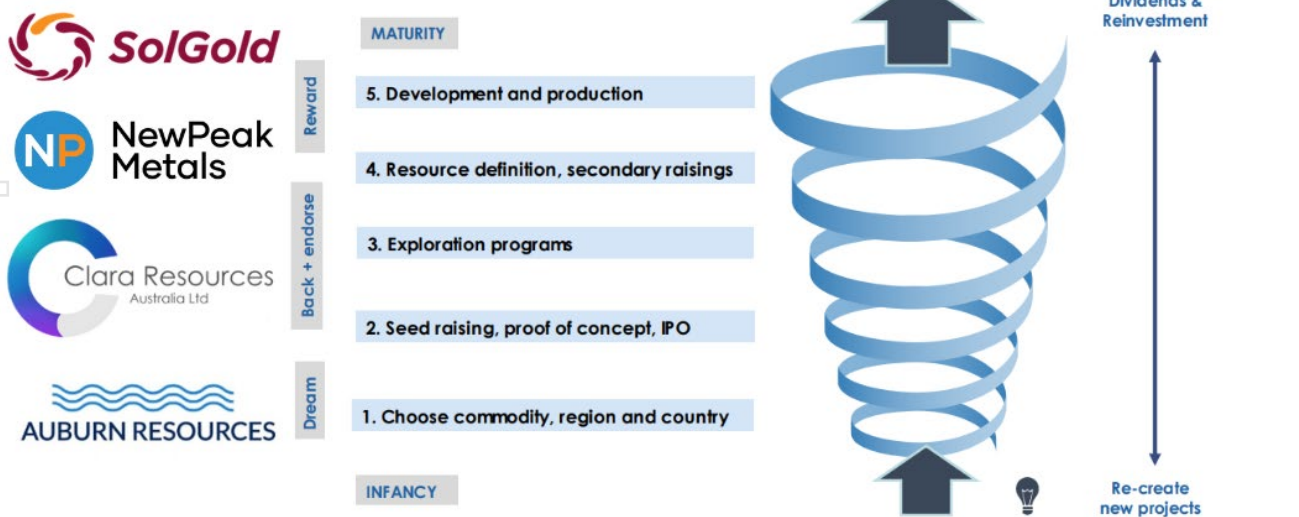 Dividends &
Reinvestment
SolGold
MATURITY
Reward
5. Development and production
NP
NewPeak
Metals
4. Resource definition, secondary raisings
Back + endorse
3. Exploration programs
Clara Resources
Australia Ltd
2. Seed raising, proof of concept, IPO
Dream
1. Choose commodity, region and country
AUBURN RESOURCES
INFANCY
Re-create
new projects